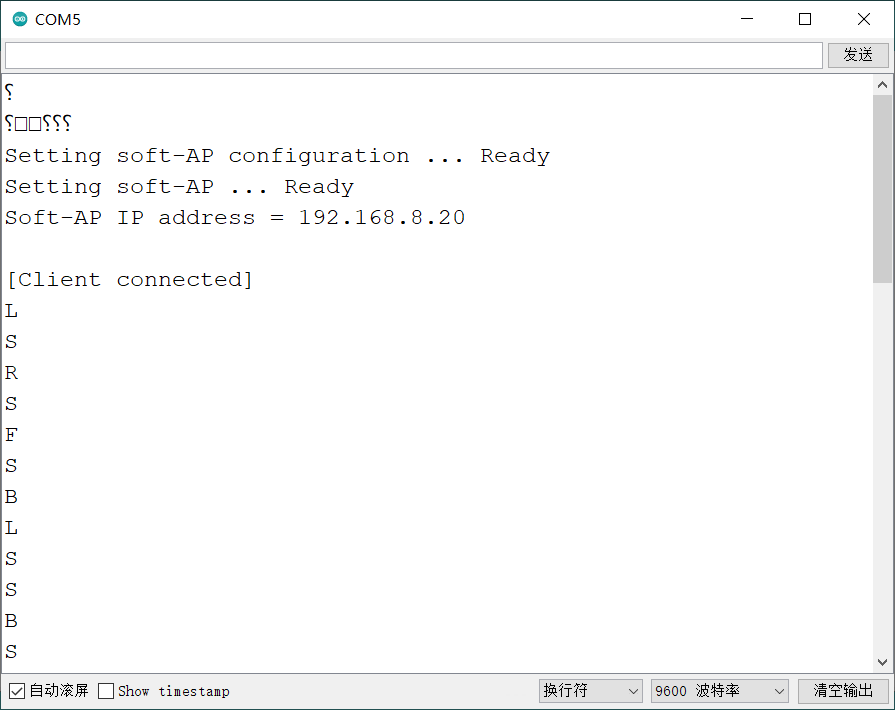 COM5
发送
⸮
⸮□□⸮⸮⸮
Setting soft-AP configuration ... Ready
Setting soft-AP ... Ready
Soft-AP IP address = 192.168.8.20
[Client connected]
L
S
R
S
F
S
B
L
S
S
B
S
自动滚屏 Show timestamp 换行符 9600 波特率 清空输出